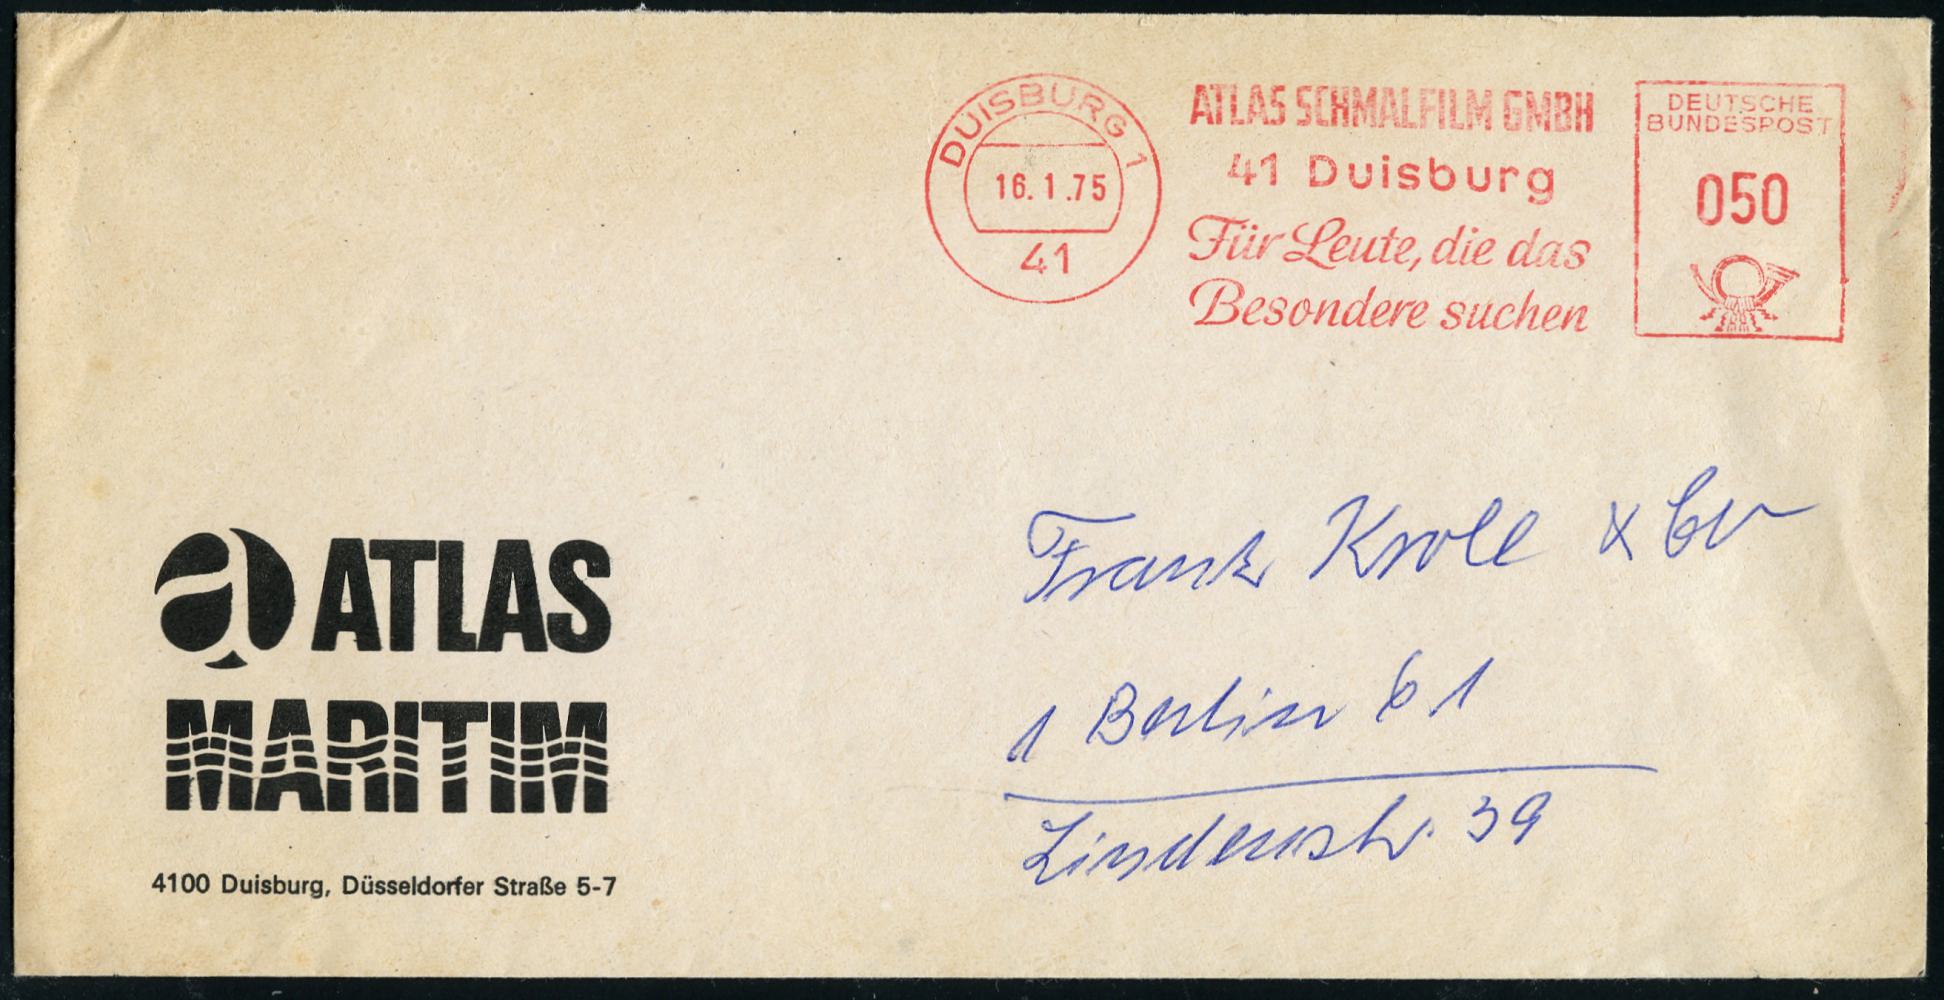 DUISBURG 1
16.1.75
41
ATLAS SCHMALFILM GMBH
41 Duisburg
Für Leute, die das
Besondere suchen
DEUTSCHE
BUNDESPOST
050
a ATLAS
MARITIM
4100 Duisburg, Düsseldorfer Straße 5-7
Frank Kroll
1 Berlin 61
Lindenstr. 39